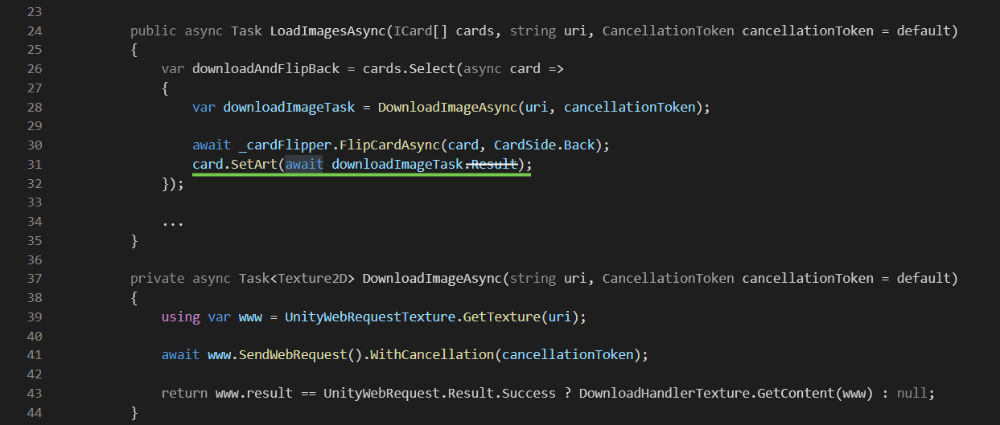 23
24 public async Task LoadImagesAsync(ICard[] cards, string uri, CancellationToken cancellationToken = default)
25 {
26 var downloadAndFlipBack = cards.Select(async card =>
27 {
28 var downloadImageTask = DownloadImageAsync(uri, cancellationToken);
29
30 await _cardFlipper.FlipCardAsync(card, CardSide.Back);
31 card.SetArt(await downloadImageTask.Result);
32 });
33
34 ...
35 }
36
37 private async Task<Texture2D> DownloadImageAsync(string uri, CancellationToken cancellationToken = default)
38 {
39 using var www = UnityWebRequestTexture.GetTexture(uri);
40
41 await www.SendWebRequest().WithCancellation(cancellationToken);
42
43 return www.result == UnityWebRequest.Result.Success ? DownloadHandlerTexture.GetContent(www) : null;
44 }